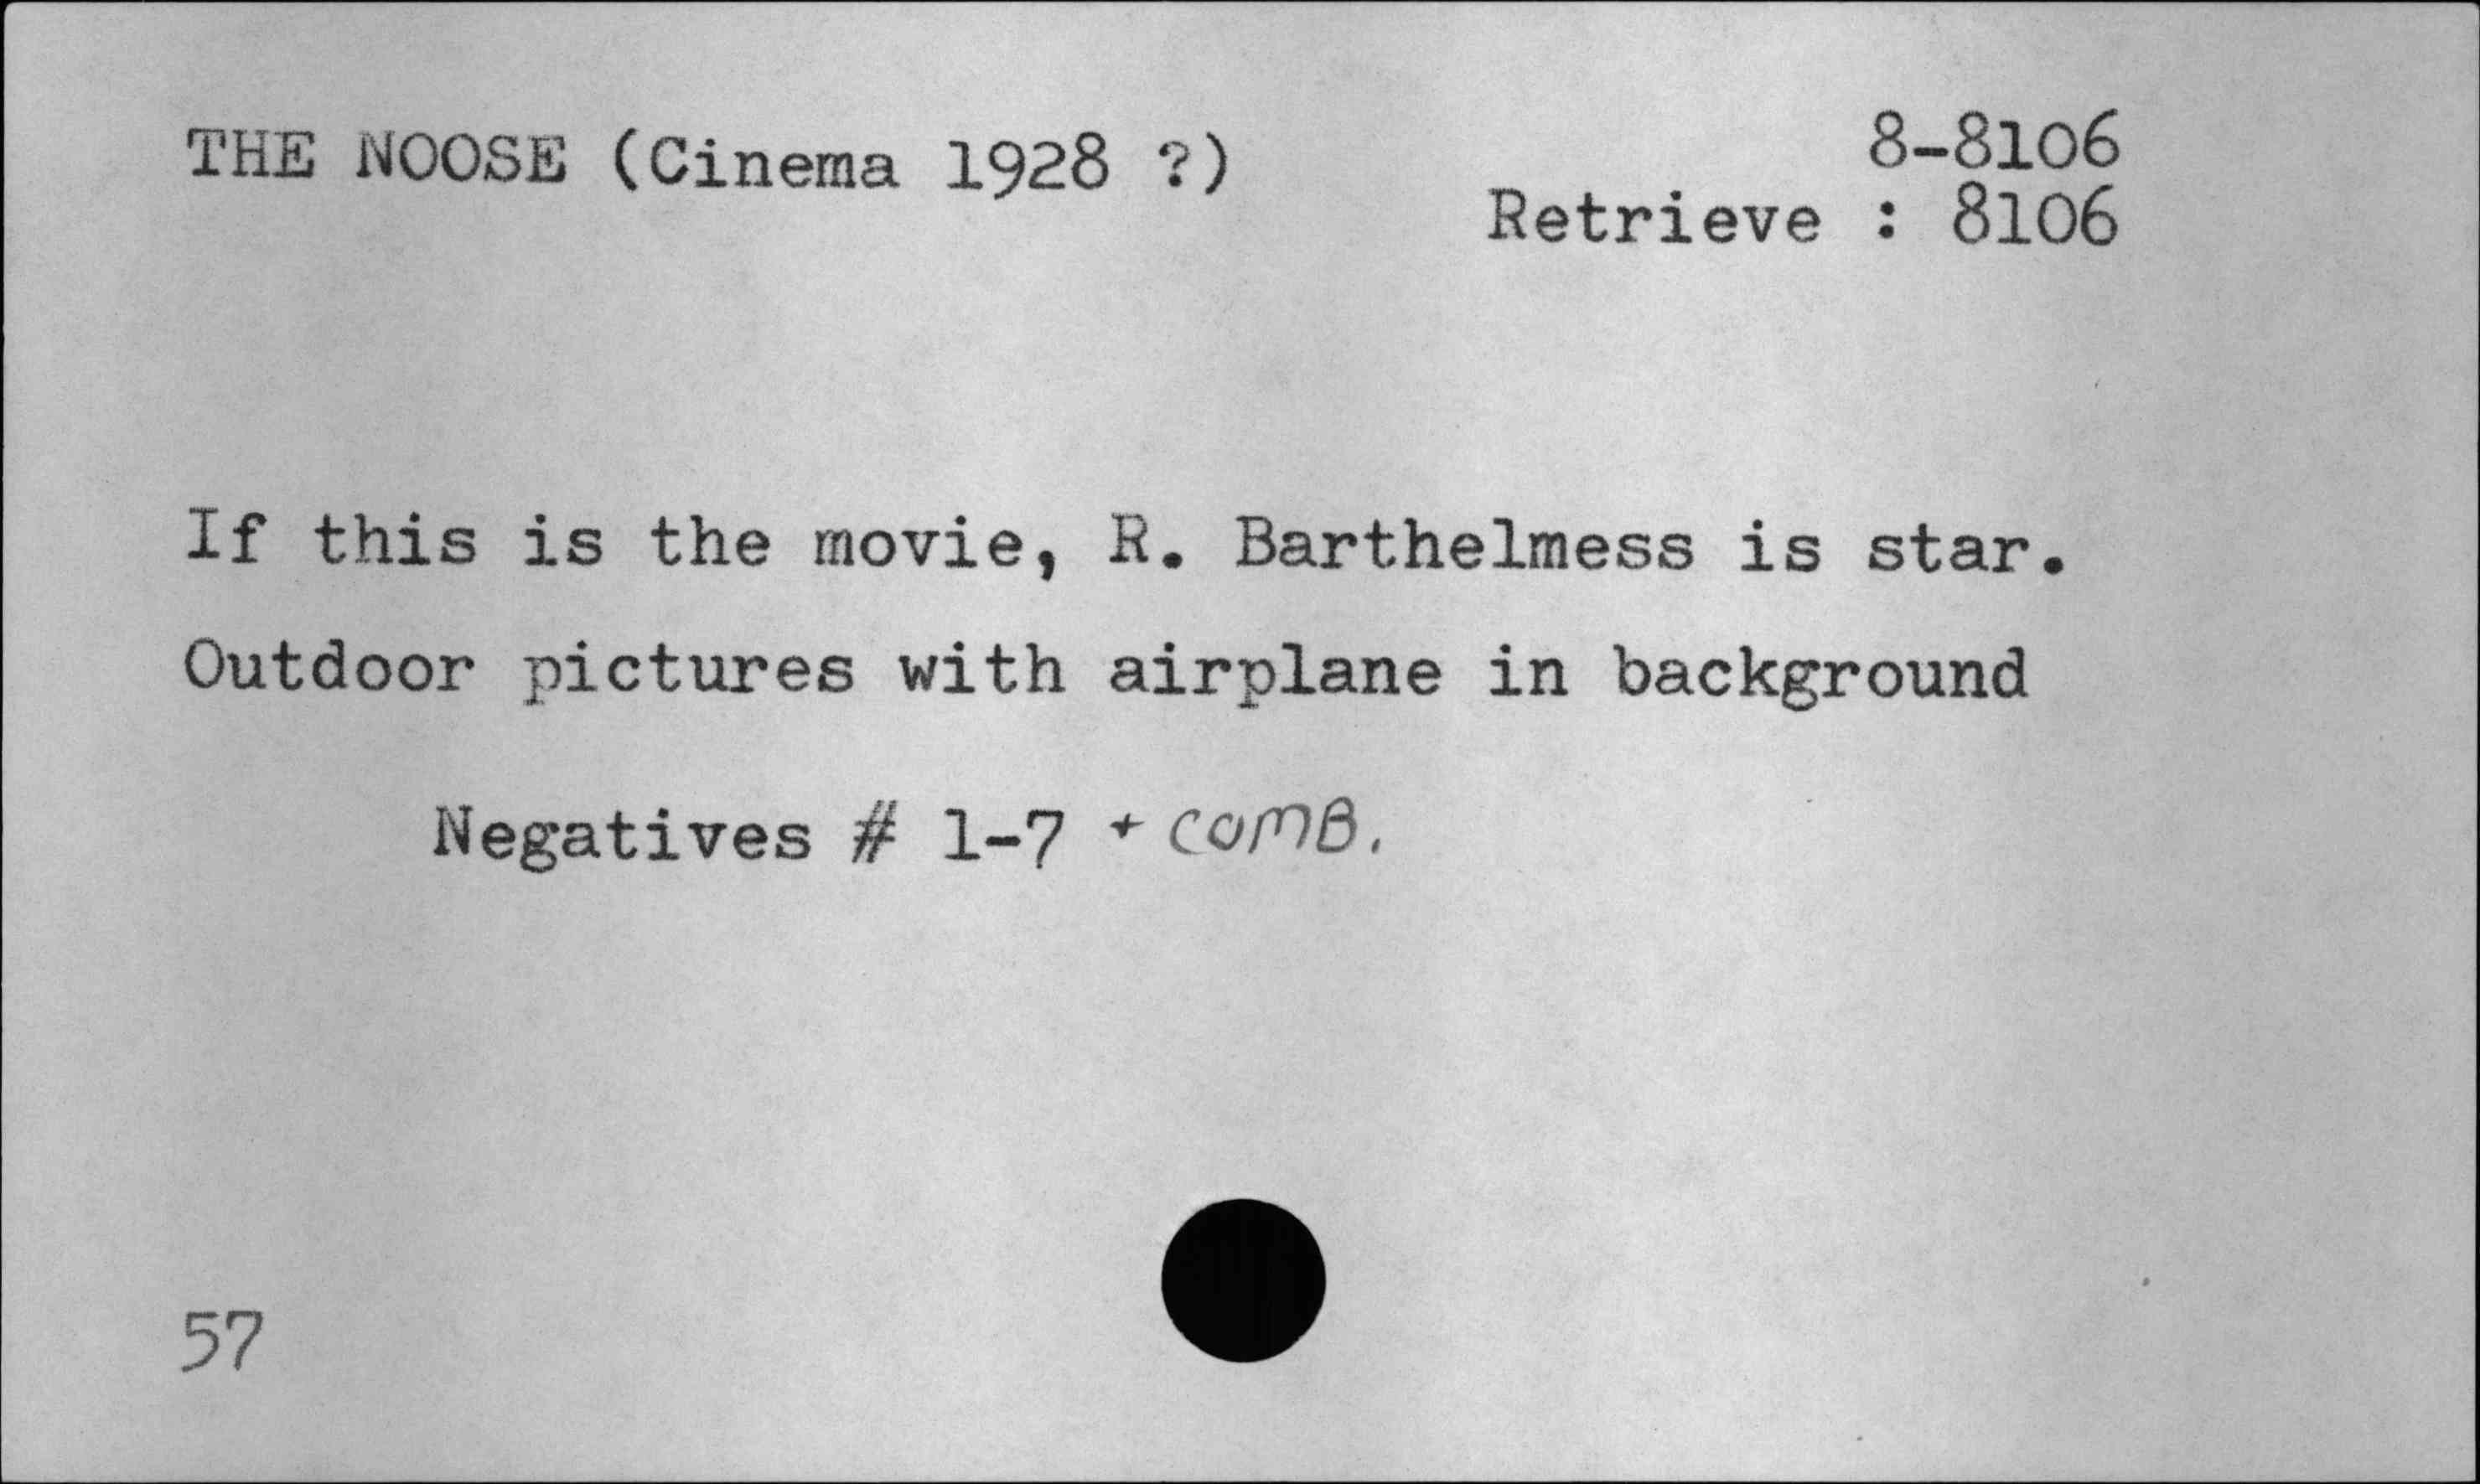 THE NOOSE (Cinema 1928 ?)
8-8106
Retrieve : 8106
If this is the movie, R. Barthelmess is star.
Outdoor pictures with airplane in background
Negatives # 1-7 + COMB.
57